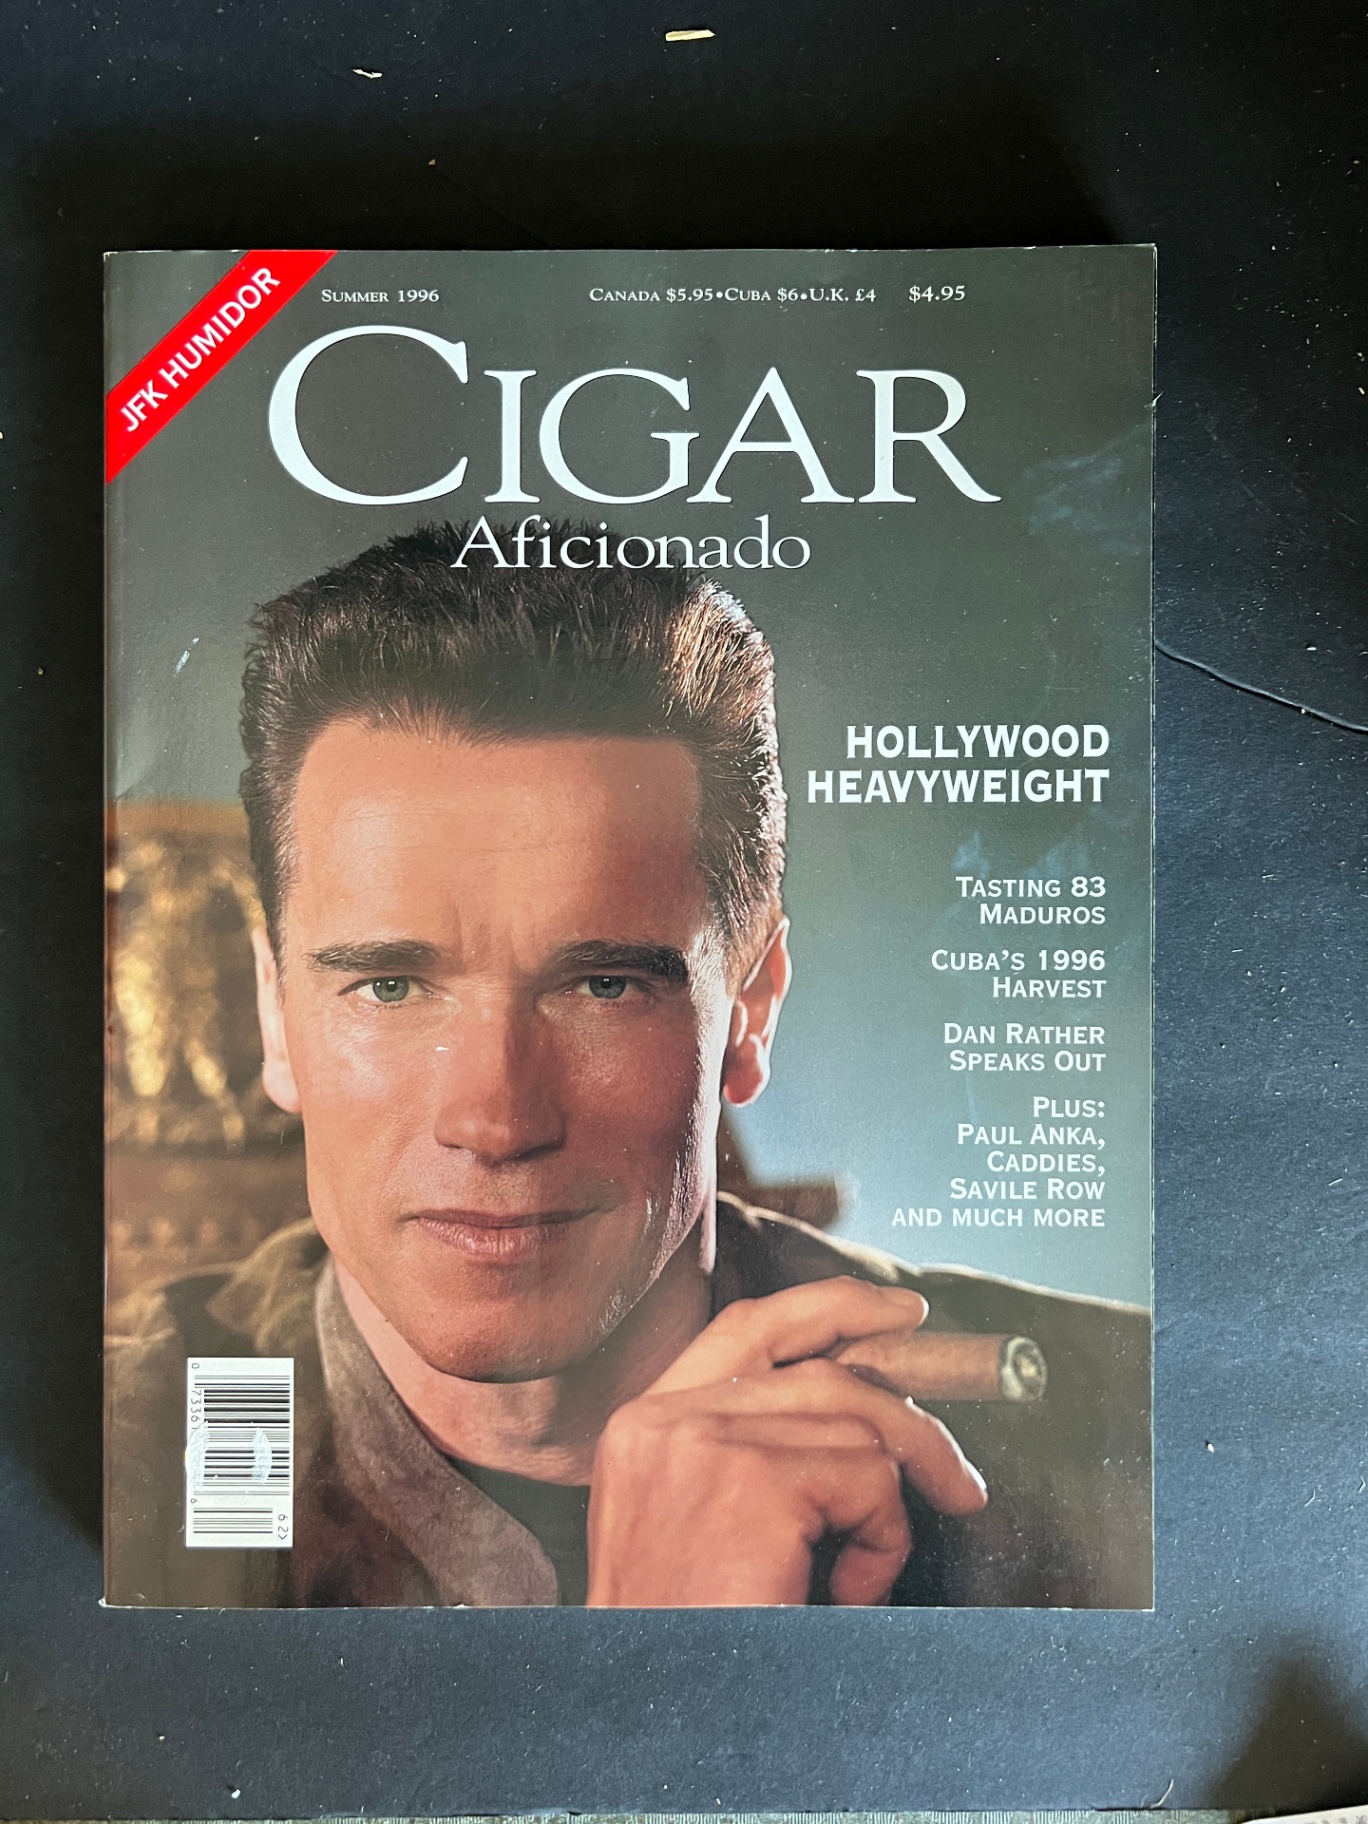 JFK HUMIDOR
SUMMER 1996
CANADA $5.95•CUBA $6•U.K. £4 $4.95
CIGAR
Aficionado
HOLLYWOOD
HEAVYWEIGHT
TASTING 83
MADUROS
CUBA'S 1996
HARVEST
DAN RATHER
SPEAKS OUT
PLUS:
PAUL ANKA,
CADDIES,
SAVILE ROW
AND MUCH MORE
62>